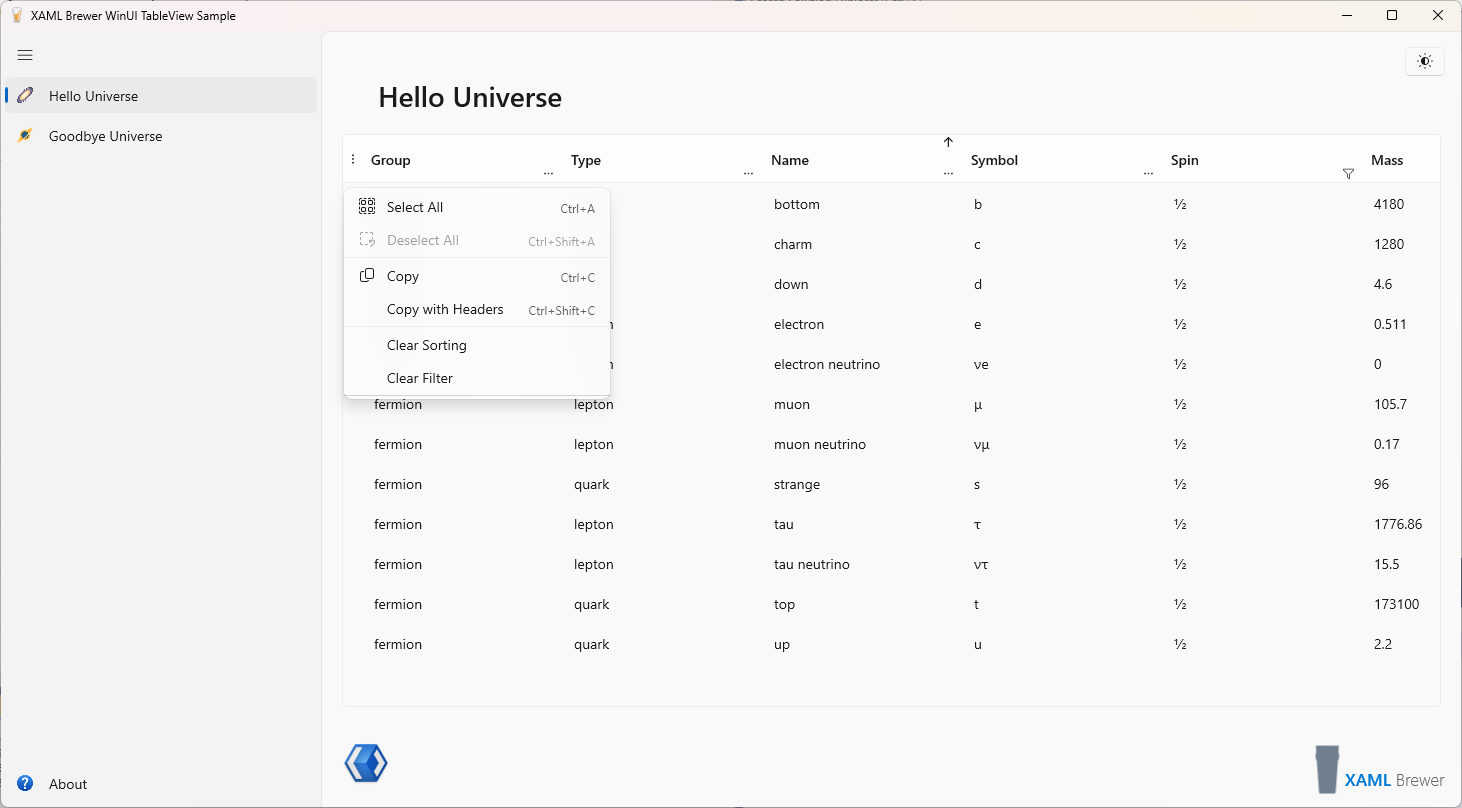 XAML Brewer WinUI TableView Sample
Hello Universe
Goodbye Universe
About
Hello Universe
Group Type Name Symbol Spin Mass
Select All Ctrl+A
Deselect All Ctrl+Shift+A
Copy Ctrl+C
Copy with Headers Ctrl+Shift+C
Clear Sorting
Clear Filter
bottom b ½ 4180
charm c ½ 1280
down d ½ 4.6
electron e ½ 0.511
electron neutrino νe ½ 0
fermion lepton muon μ ½ 105.7
fermion lepton muon neutrino νμ ½ 0.17
fermion quark strange s ½ 96
fermion lepton tau τ ½ 1776.86
fermion lepton tau neutrino ντ ½ 15.5
fermion quark top t ½ 173100
fermion quark up u ½ 2.2
XAML Brewer